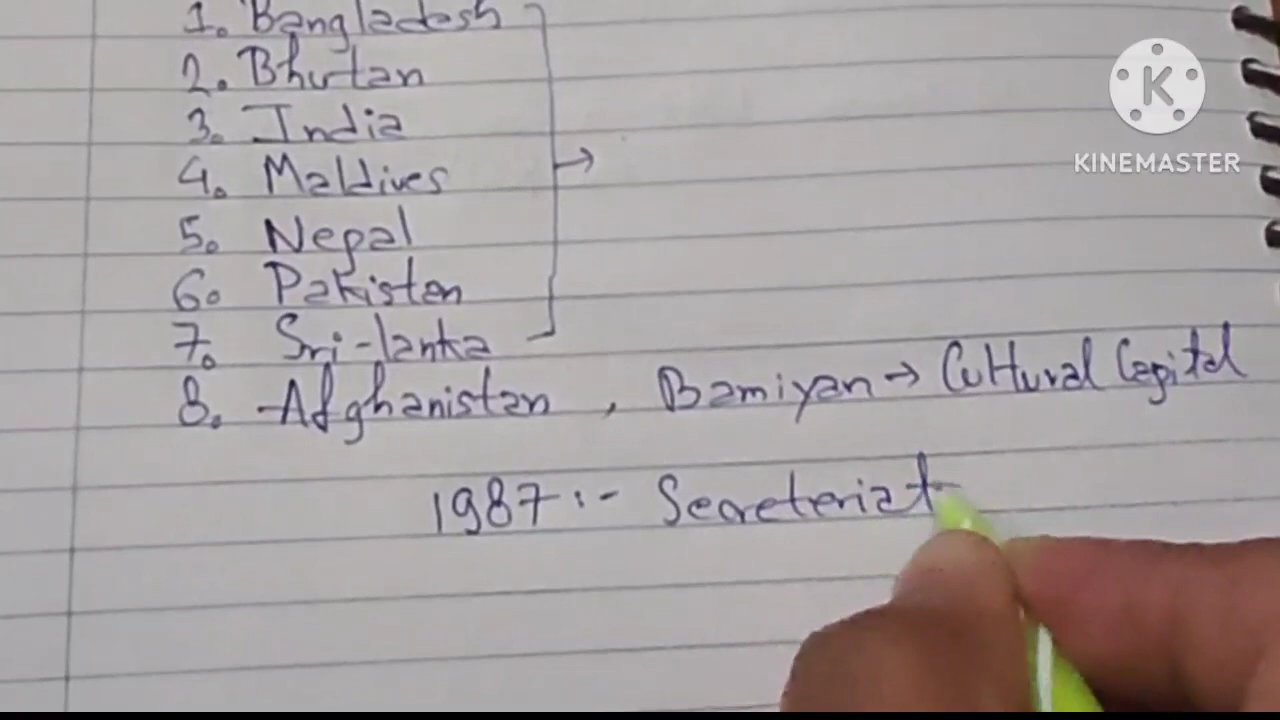 1. Bangladesh
2. Bhutan
3. India
4. Maldives
5. Nepal
6. Pakistan
7. Sri-lanka
8. Afghanistan , Bamiyan → Cultural Capital
1987 :- Secreteriat
K
KINEMASTER